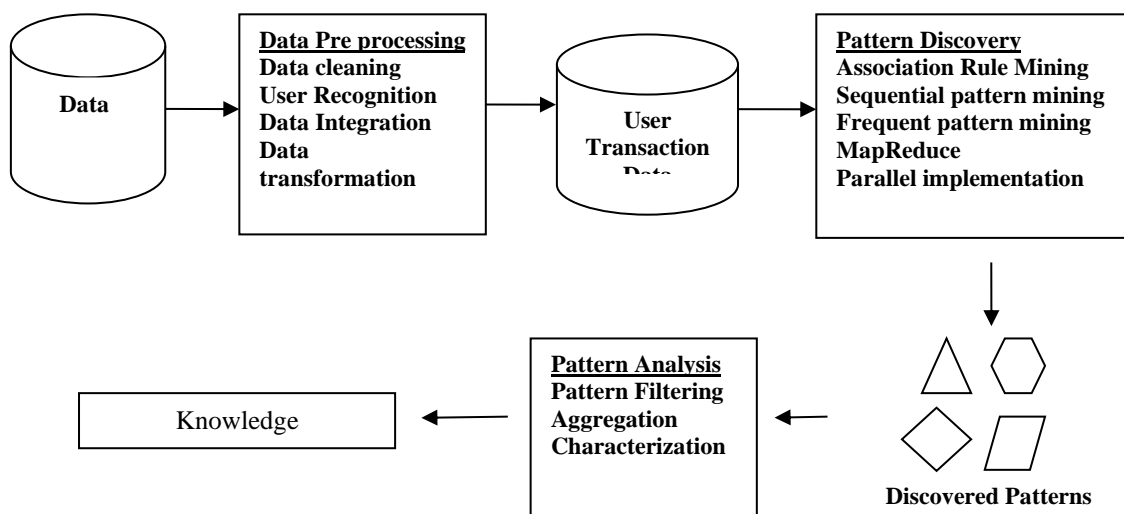 Data
Data Pre processing
Data cleaning
User Recognition
Data Integration
Data
transformation
User
Transaction
Data
Pattern Discovery
Association Rule Mining
Sequential pattern mining
Frequent pattern mining
MapReduce
Parallel implementation
Discovered Patterns
Pattern Analysis
Pattern Filtering
Aggregation
Characterization
Knowledge